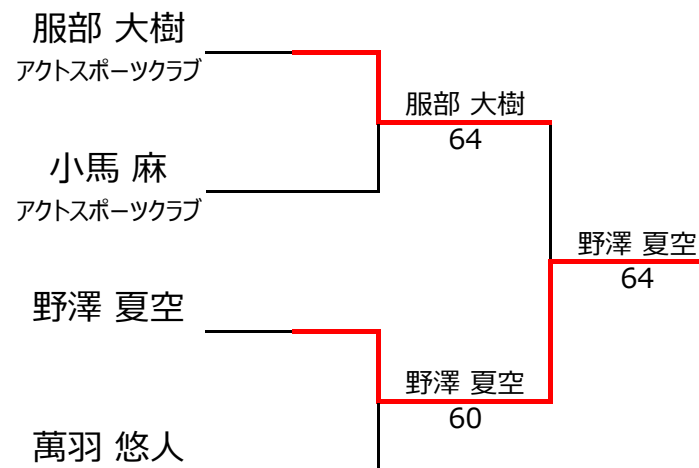 服部 大樹
アクトスポーツクラブ
服部 大樹
64
小馬 麻
アクトスポーツクラブ
野澤 夏空
64
野澤 夏空
野澤 夏空
60
萬羽 悠人